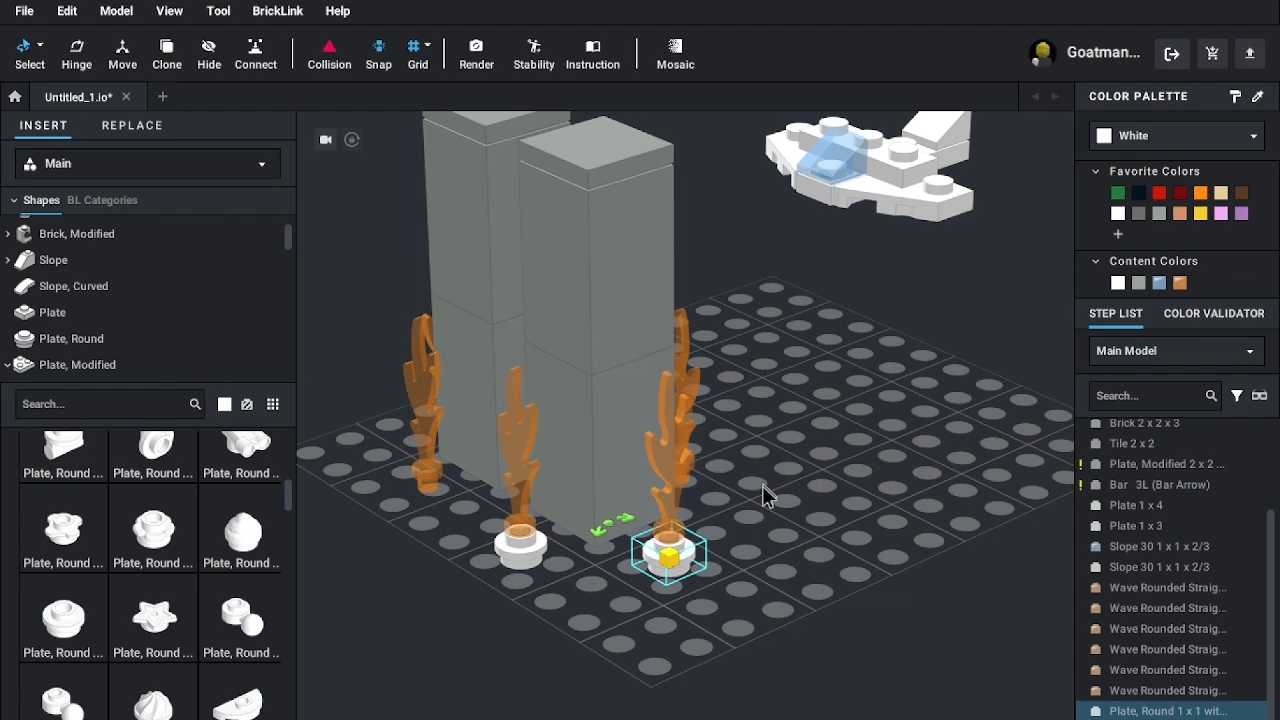 File Edit Model View Tool BrickLink Help
Select Hinge Move Clone Hide Connect Collision Snap Grid Render Stability Instruction Mosaic Goatman...
Untitled_1.io*
COLOR PALETTE
INSERT REPLACE
White
Main
Favorite Colors
Shapes BL Categories
Brick, Modified
Slope
Content Colors
Slope, Curved
Plate
STEP LIST COLOR VALIDATOR
Plate, Round
Main Model
Plate, Modified
Search...
Search...
Brick 2 x 2 x 3
Tile 2 x 2
Plate, Modified 2 x 2 ...
Bar 3L (Bar Arrow)
Plate 1 x 4
Plate 1 x 3
Slope 30 1 x 1 x 2/3
Slope 30 1 x 1 x 2/3
Wave Rounded Straig...
Wave Rounded Straig...
Wave Rounded Straig...
Wave Rounded Straig...
Wave Rounded Straig...
Wave Rounded Straig...
Plate, Round 1 x 1 wit...
Plate, Round ... Plate, Round ... Plate, Round ..
Plate, Round ... Plate, Round ... Plate, Round ..
Plate, Round ... Plate, Round ... Plate, Round ..